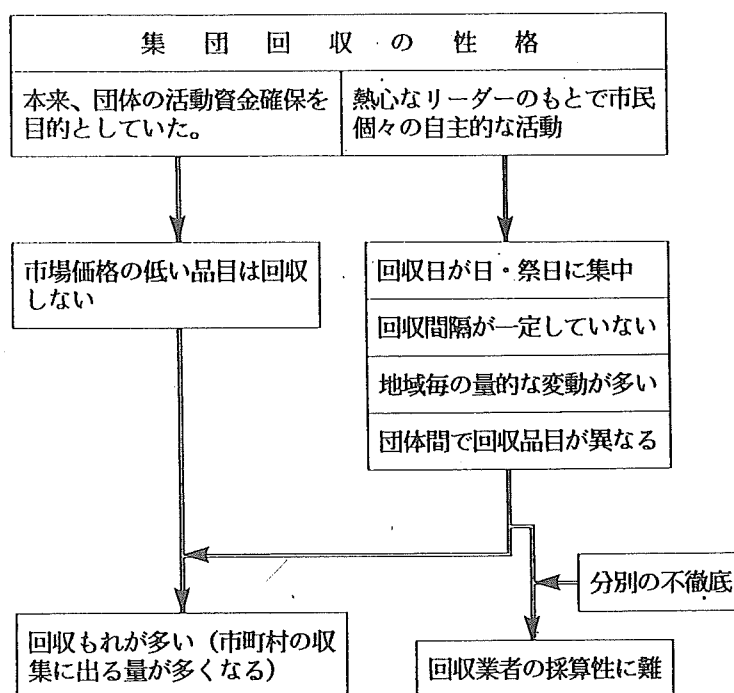 集団回収の性格
本来、団体の活動資金確保を
目的としていた。
熱心なリーダーのもとで市民
個々の自主的な活動
市場価格の低い品目は回収
しない
回収日が日・祭日に集中
回収間隔が一定していない
地域毎の量的な変動が多い
団体間で回収品目が異なる
分別の不徹底
回収もれが多い（市町村の収
集に出る量が多くなる）
回収業者の採算性に難